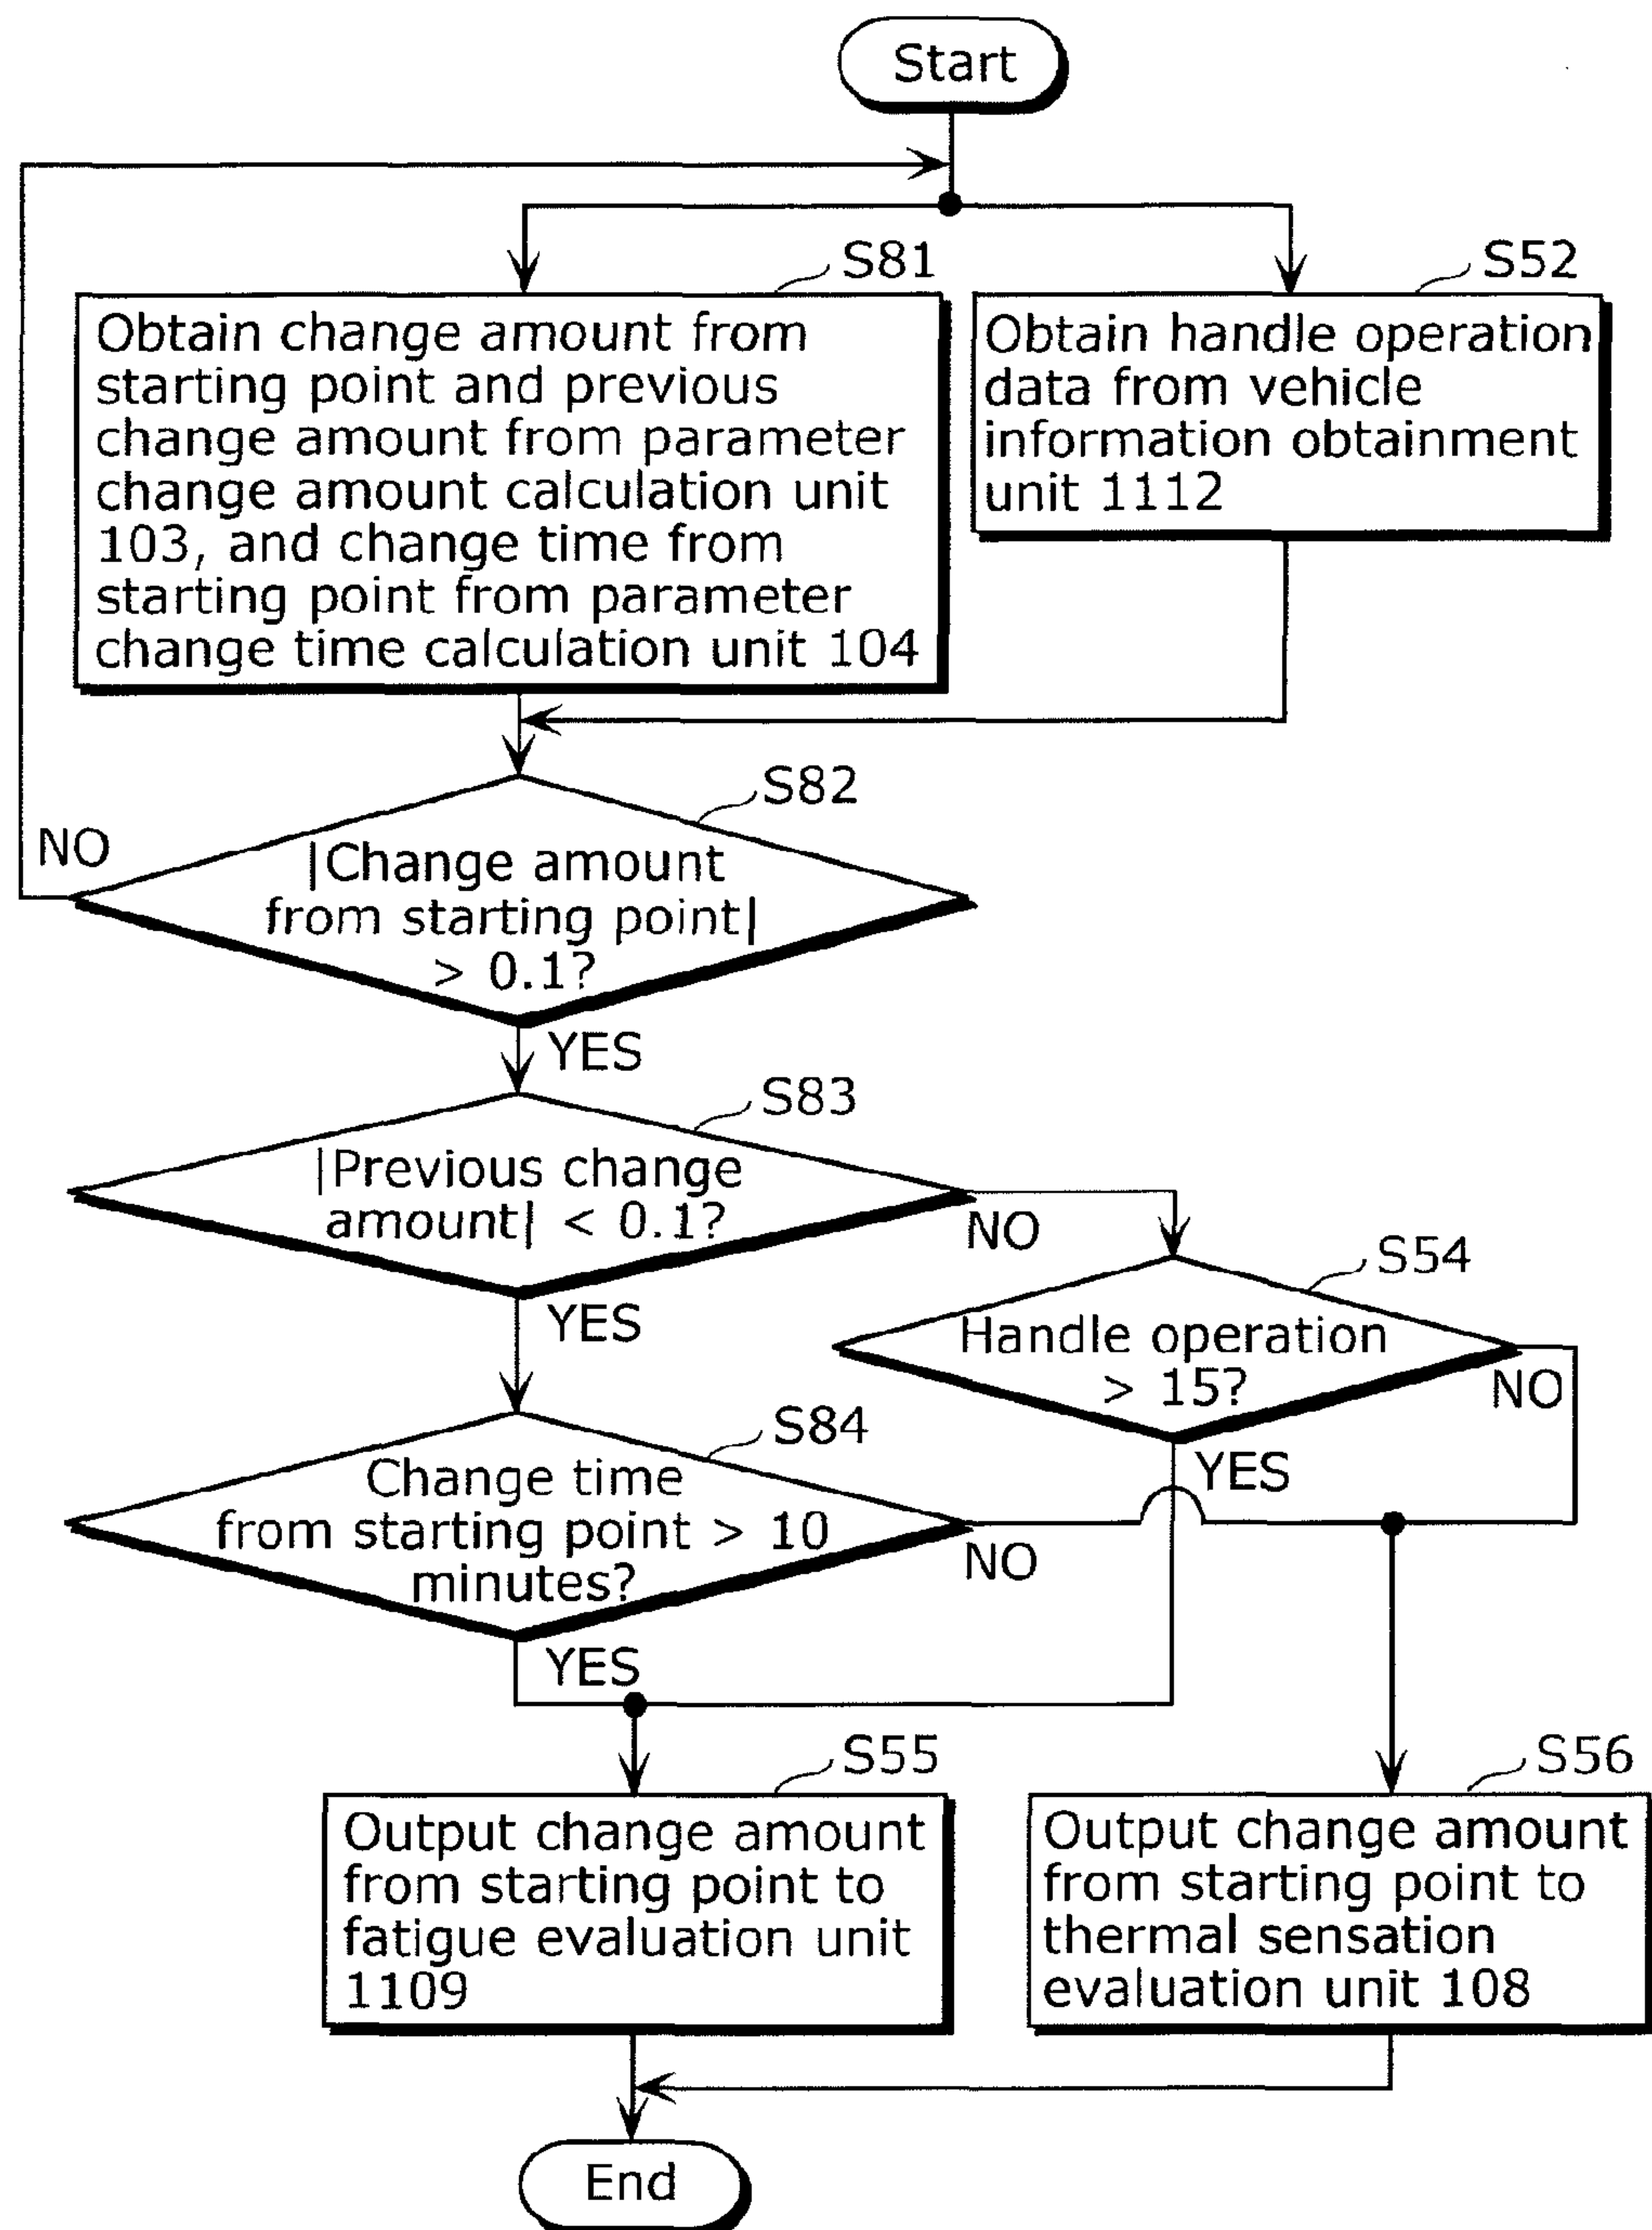 Start
S81
Obtain change amount from
starting point and previous
change amount from parameter
change amount calculation unit
103, and change time from
starting point from parameter
change time calculation unit 104
S52
Obtain handle operation
data from vehicle
information obtainment
unit 1112
S82
|Change amount
from starting point|
> 0.1?
NO
YES
S83
|Previous change
amount| < 0.1?
NO
YES
S54
Handle operation
> 15?
NO
YES
S84
Change time
from starting point > 10
minutes?
NO
YES
S55
Output change amount
from starting point to
fatigue evaluation unit
1109
S56
Output change amount
from starting point to
thermal sensation
evaluation unit 108
End